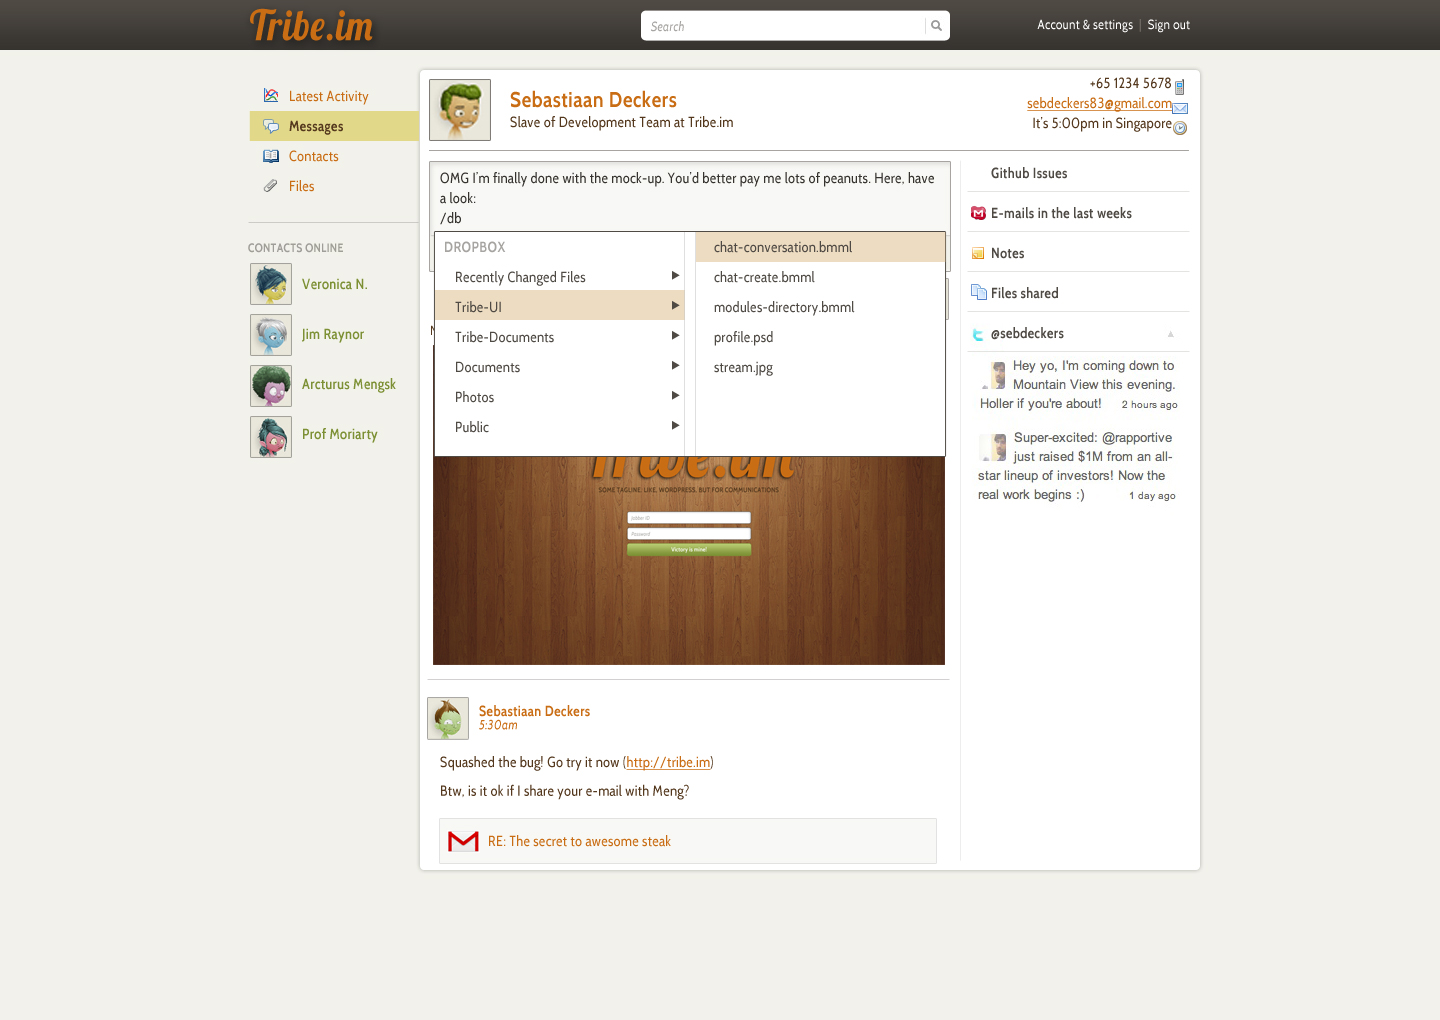 Tribe.im
Search
Account & settings | Sign out
Latest Activity
Messages
Contacts
Files
CONTACTS ONLINE
Veronica N.
Jim Raynor
Arcturus Mengsk
Prof Moriarty
Sebastiaan Deckers
Slave of Development Team at Tribe.im
+65 1234 5678
sebdeckers83@gmail.com
It's 5:00pm in Singapore
OMG I'm finally done with the mock-up. You'd better pay me lots of peanuts. Here, have
a look:
/db
DROPBOX
Recently Changed Files
Tribe-UI
Tribe-Documents
Documents
Photos
Public
chat-conversation.bmml
chat-create.bmml
modules-directory.bmml
profile.psd
stream.jpg
Tribe.im
SOME TAGLINE: LIKE, WORDPRESS, BUT FOR COMMUNICATIONS
Password
Victory is mine!
Sebastiaan Deckers
5:30am
Squashed the bug! Go try it now (http://tribe.im)
Btw, is it ok if I share your e-mail with Meng?
RE: The secret to awesome steak
Github Issues
E-mails in the last weeks
Notes
Files shared
@sebdeckers
Hey yo, I'm coming down to
Mountain View this evening.
Holler if you're about! 2 hours ago
Super-excited: @rapportive
just raised $1M from an all-
star lineup of investors! Now the
real work begins :) 1 day ago